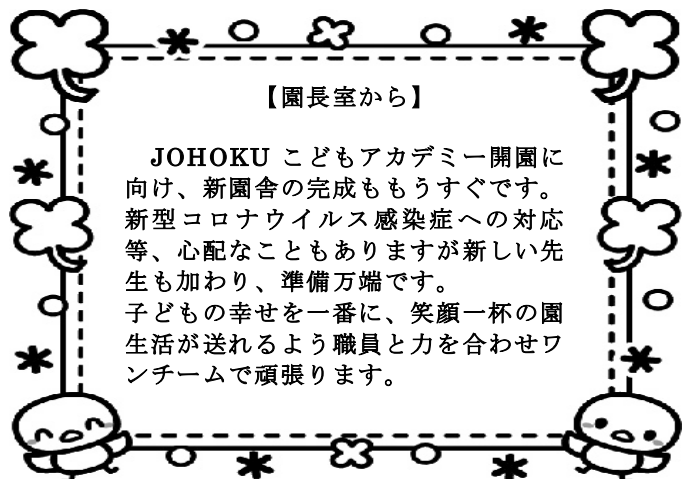 【園長室から】
　JOHOKU こどもアカデミー開園に
向け、新園舎の完成ももうすぐです。
新型コロナウイルス感染症への対応
等、心配なこともありますが新しい先
生も加わり、準備万端です。
子どもの幸せを一番に、笑顔一杯の園
生活が送れるよう職員と力を合わせワ
ンチームで頑張ります。